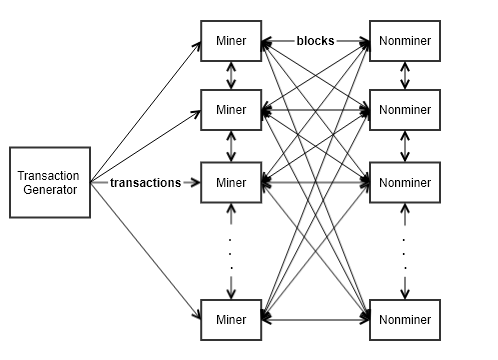 Miner
blocks
Nonminer
Miner
Nonminer
Transaction
Generator
transactions
Miner
Nonminer
Miner
Nonminer